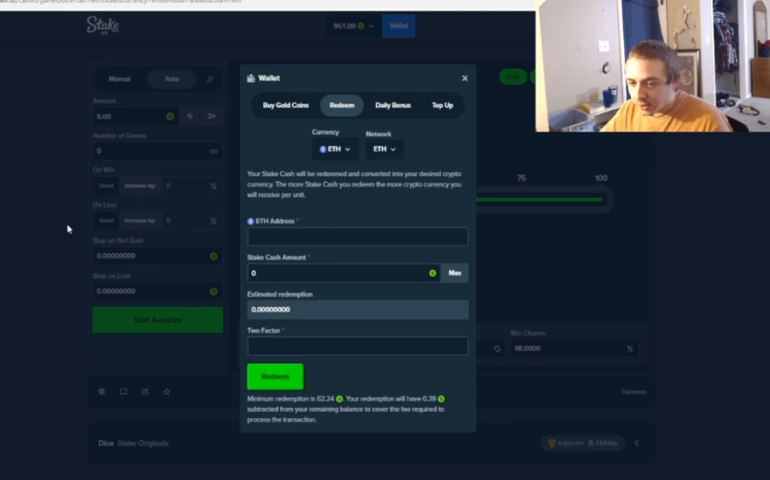 Stake
US
951.00
Wallet
Manual
Auto
Amount
5.00
½
2×
Number of Games
0
On Win
Reset
Increase by:
0
%
On Loss
Reset
Increase by:
0
%
Stop on Net Gain
0.00000000
Stop on Loss
0.00000000
Start Autoplay
Wallet
Buy Gold Coins
Redeem
Daily Bonus
Top Up
Currency
Network
ETH
ETH
Your Stake Cash will be redeemed and converted into your desired crypto
currency. The more Stake Cash you redeem the more crypto currency you
will receive per unit.
ETH Address *
Stake Cash Amount *
0
Max
Estimated redemption
0.00000000
Two Factor *
Redeem
Minimum redemption is 62.24. Your redemption will have 0.39
subtracted from your remaining balance to cover the fee required to
process the transaction.
75
100
Win Chance
98.0000
%
Fairness
Dice Stake Originals
Hidden